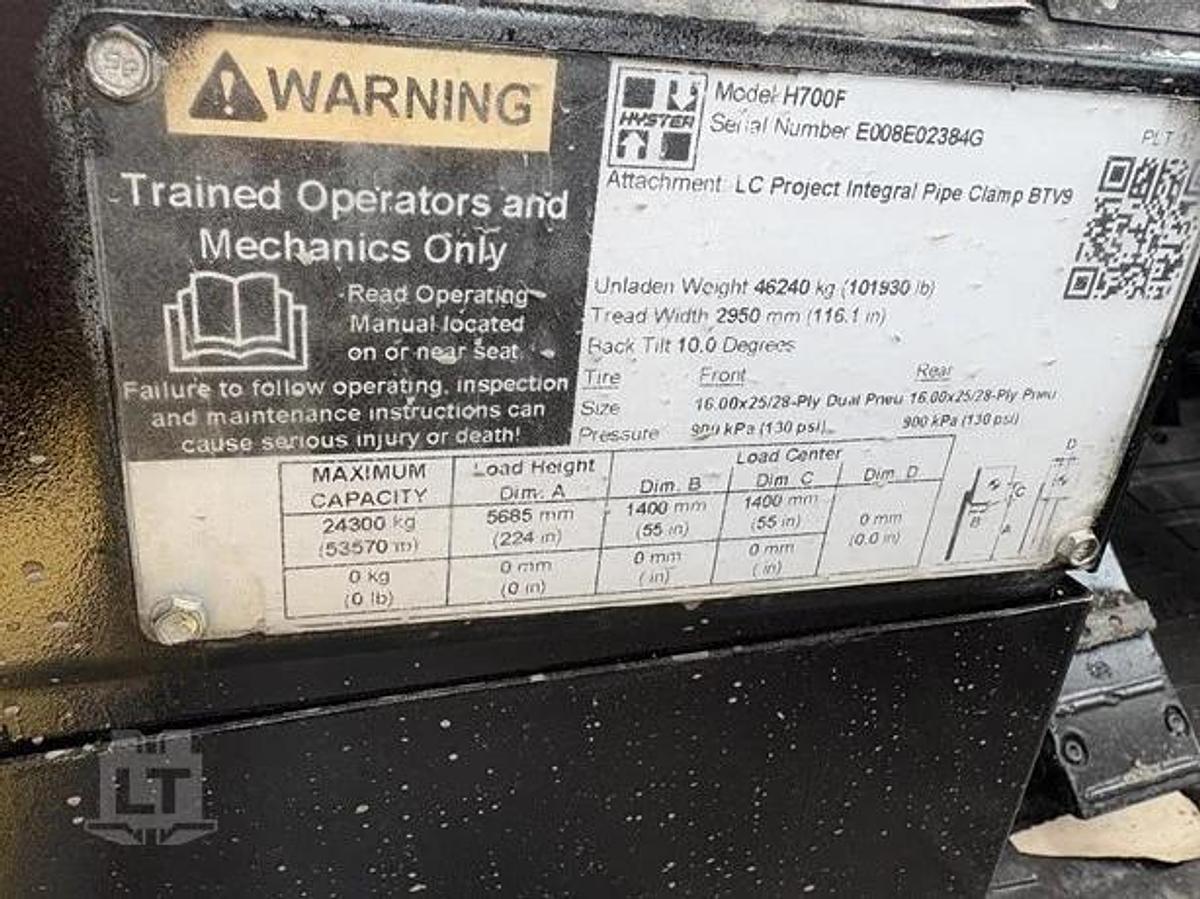 WARNING
Trained Operators and
Mechanics Only
Read Operating
Manual located
on or near seat.
Failure to follow operating, inspection
and maintenance instructions can
cause serious injury or death!
HYSTER
Model H700F
Serial Number E008E02384G
PLT
Attachment LC Project Integral Pipe Clamp BTV9
Unladen Weight 46240 kg (101930 lb)
Tread Width 2950 mm (116.1 in)
Back Tilt 10.0 Degrees
Tire Front Rear
Size 16.00x25/28-Ply Dual Pneu 16.00x25/28-Ply Pneu
Pressure 900 kPa (130 psi) 900 kPa (130 psi)
MAXIMUM CAPACITY Load Height Dim. A Load Center Dim. B Dim. C Dim. D
24300 kg 5685 mm 1400 mm 1400 mm 0 mm
(53570 lb) (224 in) (55 in) (55 in) (0.0 in)
0 kg 0 mm 0 mm 0 mm
(0 lb) (0 in) ( in) ( in)
D
C
B
A
LT